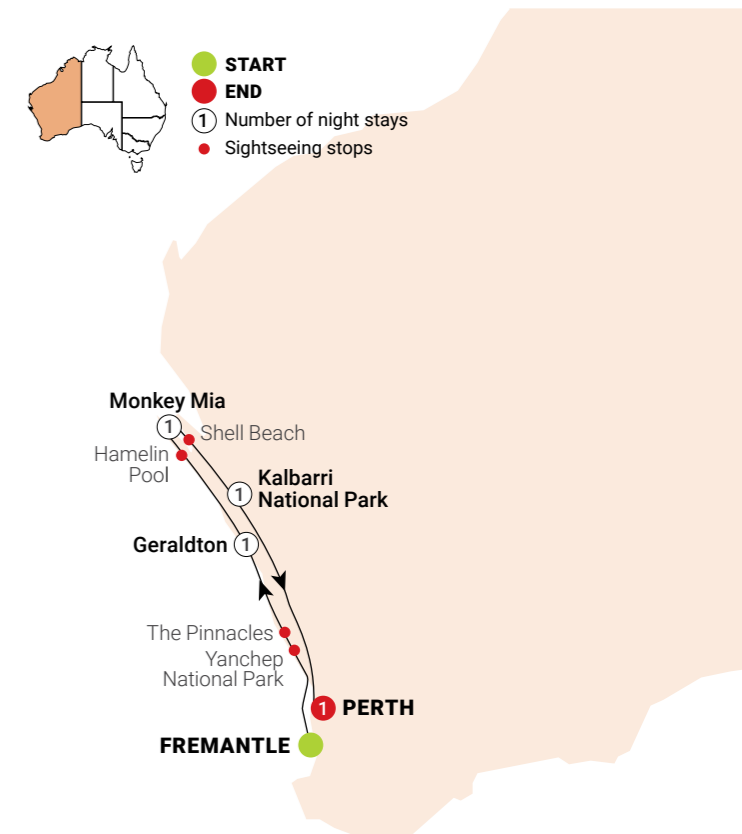 START
END
1 Number of night stays
Sightseeing stops
Monkey Mia
1
Shell Beach
Hamelin
Pool
1
Kalbarri
National Park
Geraldton 1
The Pinnacles
Yanchep
National Park
1 PERTH
FREMANTLE